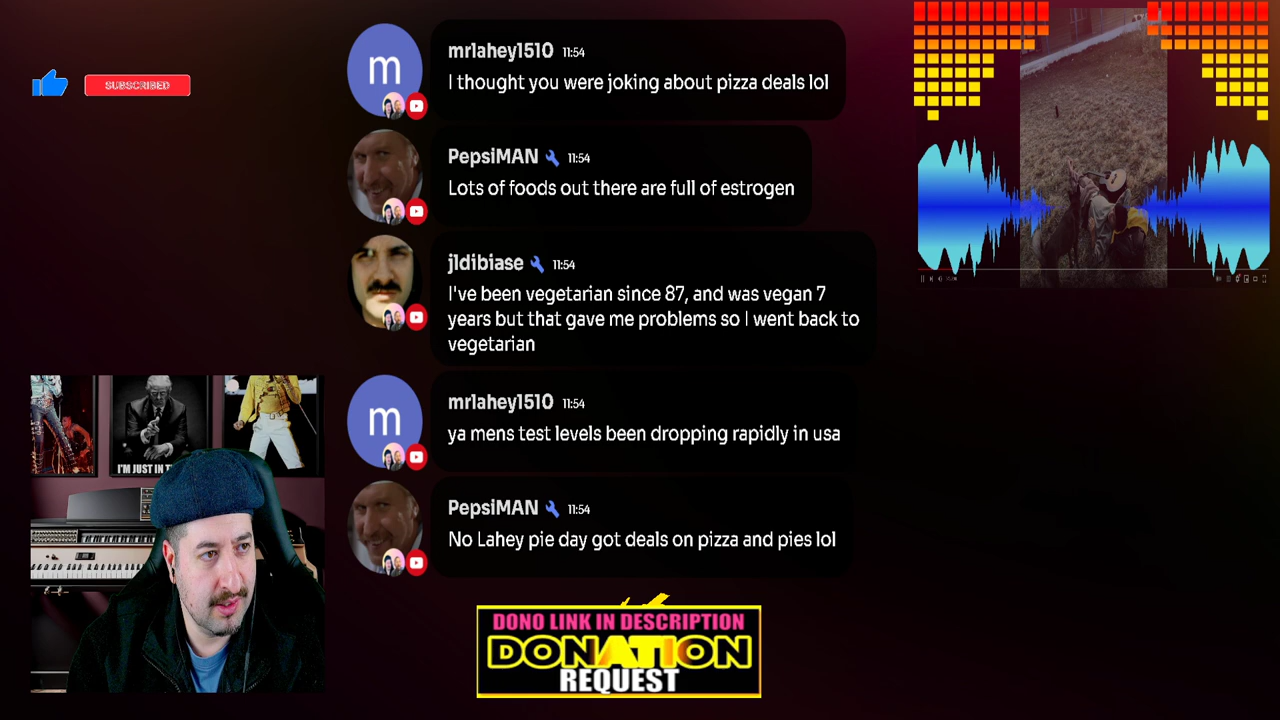 SUBSCRIBED
mrlahey1510 11:54
I thought you were joking about pizza deals lol
PepsiMAN 11:54
Lots of foods out there are full of estrogen
jldibiase 11:54
I've been vegetarian since 87, and was vegan 7
years but that gave me problems so I went back to
vegetarian
m
mrlahey1510 11:54
ya mens test levels been dropping rapidly in usa
PepsiMAN 11:54
No Lahey pie day got deals on pizza and pies lol
m
I'M JUST IN
DONO LINK IN DESCRIPTION
DONATION
REQUEST